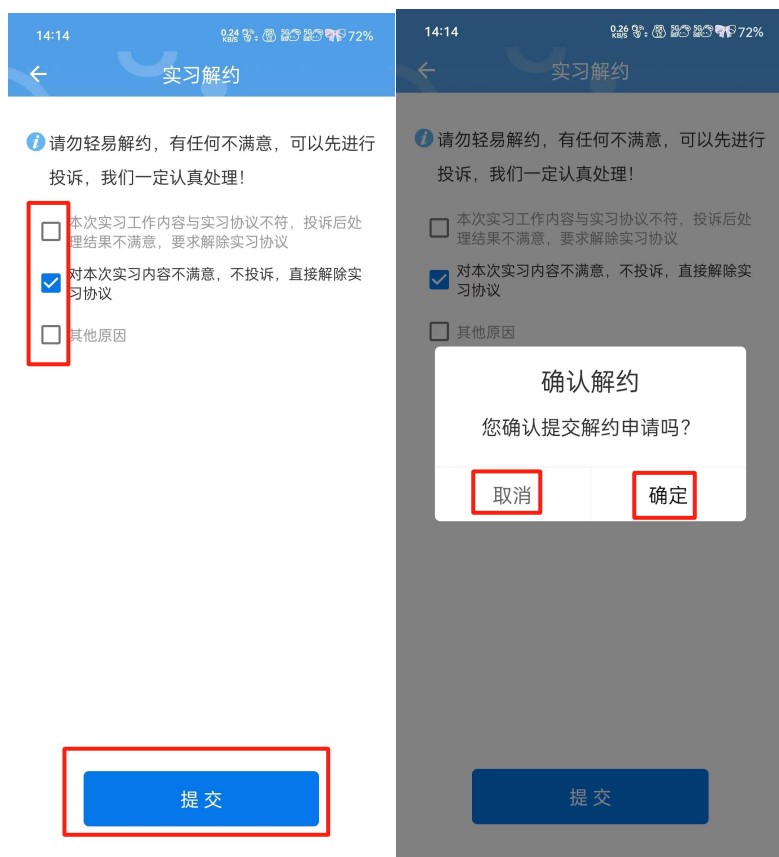 14:14
0.24
KB/S
72%
实习解约
请勿轻易解约，有任何不满意，可以先进行
投诉，我们一定认真处理！
本次实习工作内容与实习协议不符，投诉后处
理结果不满意，要求解除实习协议
对本次实习内容不满意，不投诉，直接解除实
习协议
其他原因
提交
14:14
0.26
KB/S
72%
实习解约
请勿轻易解约，有任何不满意，可以先进行
投诉，我们一定认真处理！
本次实习工作内容与实习协议不符，投诉后处
理结果不满意，要求解除实习协议
对本次实习内容不满意，不投诉，直接解除实
习协议
其他原因
确认解约
您确认提交解约申请吗?
取消
确定
提交